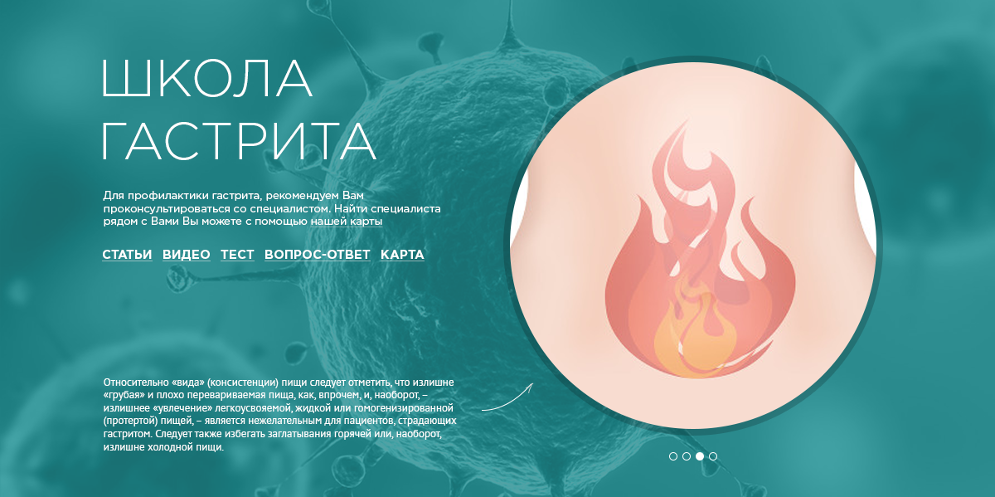 ШКОЛА
ГАСТРИТА
Для профилактики гастрита, рекомендуем Вам
проконсультироваться со специалистом. Найти специалиста
рядом с Вами Вы можете с помощью нашей карты
СТАТЬИ ВИДЕО ТЕСТ ВОПРОС-ОТВЕТ КАРТА
Относительно «вида» (консистенции) пищи следует отметить, что излишне
«грубая» и плохо перевариваемая пища, как, впрочем, и, наоборот, –
излишнее «увлечение» легкоусвояемой, жидкой или гомогенизированной
(протертой) пищей, – является нежелательным для пациентов, страдающих
гастритом. Следует также избегать заглатывания горячей или, наоборот,
излишне холодной пищи.